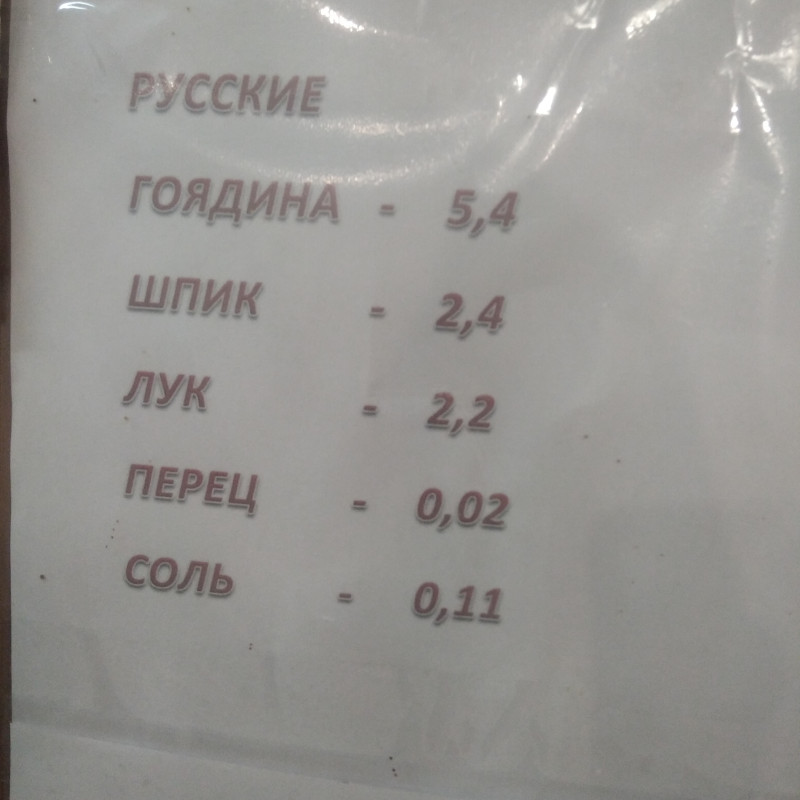 РУССКИЕ
ГОЯДИНА - 5,4
ШПИК - 2,4
ЛУК - 2,2
ПЕРЕЦ - 0,02
СОЛЬ - 0,11